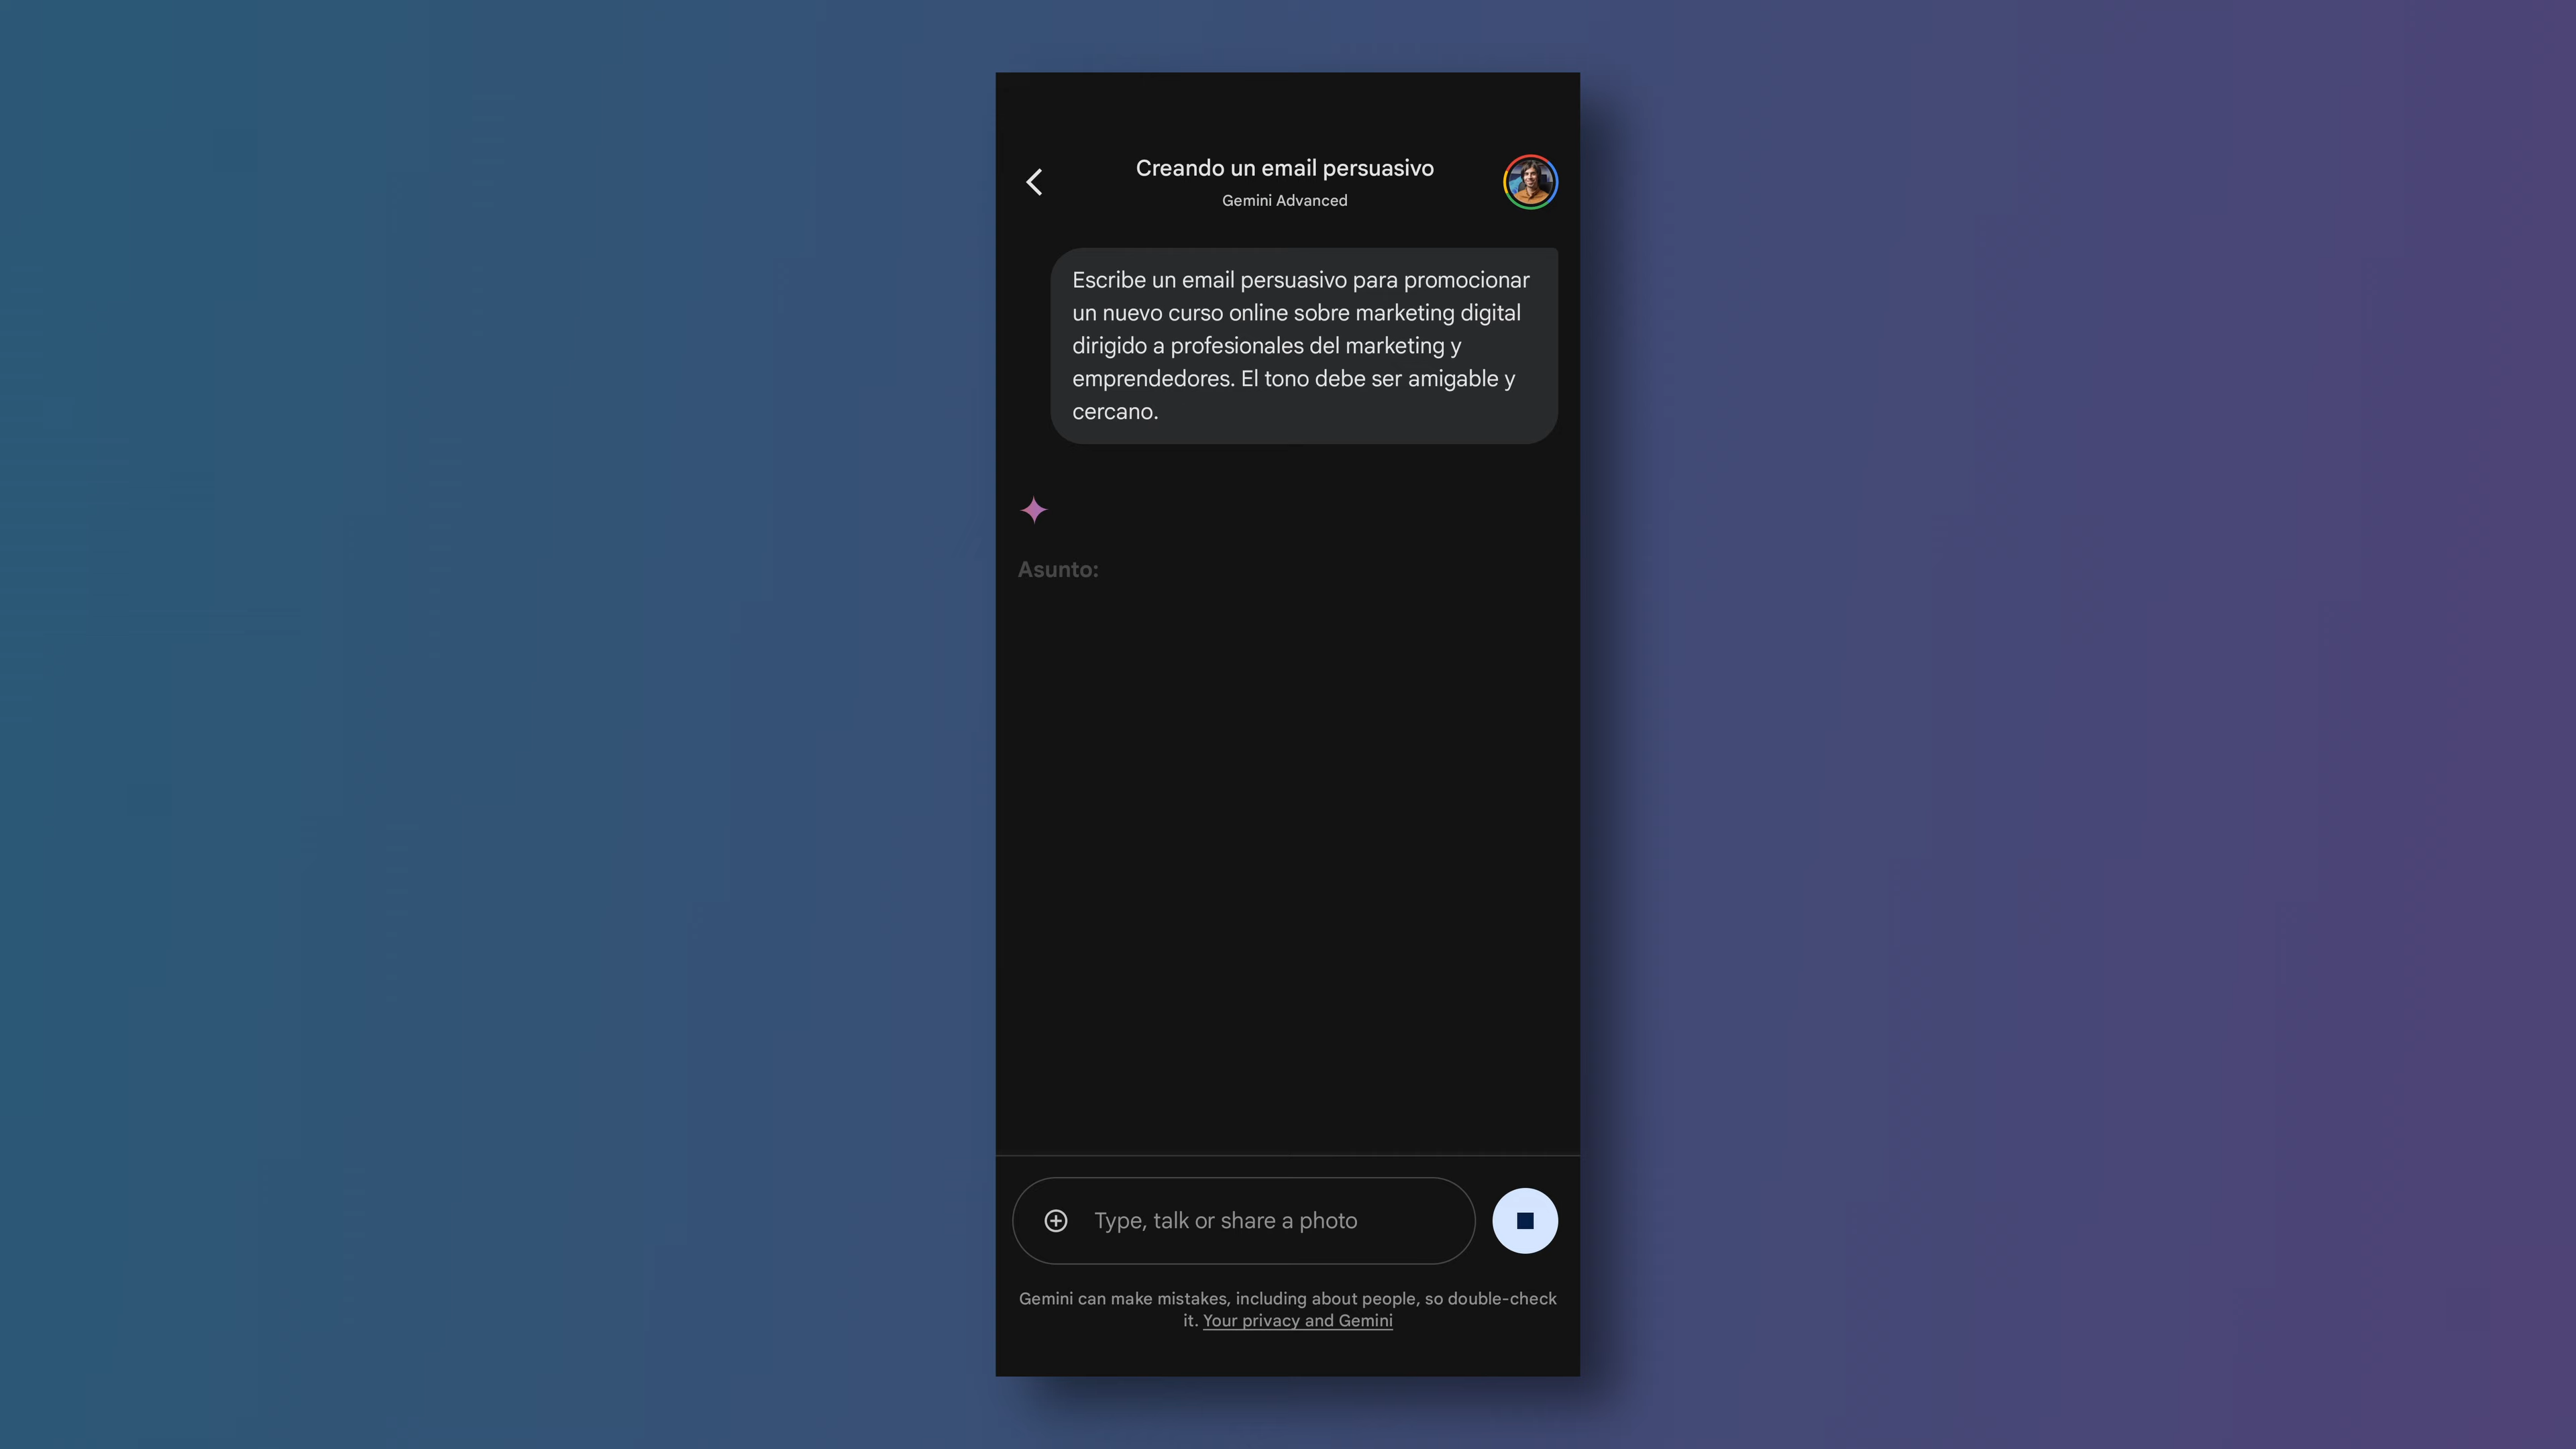 Creando un email persuasivo
Gemini Advanced
Escribe un email persuasivo para promocionar
un nuevo curso online sobre marketing digital
dirigido a profesionales del marketing y
emprendedores. El tono debe ser amigable y
cercano.
Asunto:
Type, talk or share a photo
Gemini can make mistakes, including about people, so double-check
it. Your privacy and Gemini